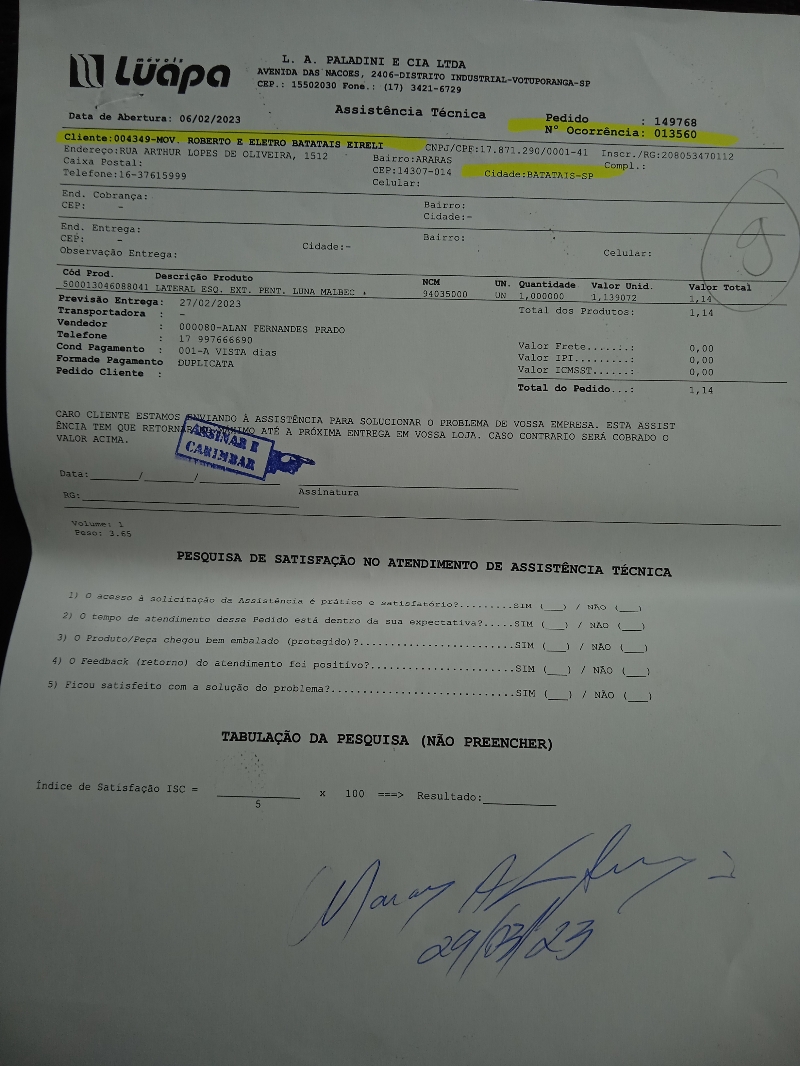 móveis
Luapa
L. A. PALADINI E CIA LTDA
AVENIDA DAS NACOES, 2406-DISTRITO INDUSTRIAL-VOTUPORANGA-SP
CEP.: 15502030 Fone.: (17) 3421-6729
Data de Abertura: 06/02/2023
Assistência Técnica
Pedido : 149768
Nº Ocorrência: 013560
Cliente:004349-MOV. ROBERTO E ELETRO BATATAIS EIRELI CNPJ/CPF:17.871.290/0001-41 Inscr./RG:208053470112
Endereço:RUA ARTHUR LOPES DE OLIVEIRA, 1512 Bairro:ARARAS Compl.:
Caixa Postal: CEP:14307-014 Cidade:BATATAIS-SP
Telefone:16-37615999 Celular:
End. Cobrança: Bairro:
CEP: - Cidade:-
End. Entrega: Bairro:
CEP: - Cidade:- Celular:
Observação Entrega:
Cód Prod. Descrição Produto NCM UN. Quantidade Valor Unid. Valor Total
500013046088041 LATERAL ESQ. EXT. PENT. LUNA MALBEC + 94035000 UN 1,000000 1,139072 1,14
Previsão Entrega: 27/02/2023 Total dos Produtos: 1,14
Transportadora : -
Vendedor : 000080-ALAN FERNANDES PRADO
Telefone : 17 997666690 Valor Frete......: 0,00
Cond Pagamento : 001-A VISTA dias Valor IPI........: 0,00
Formade Pagamento : DUPLICATA Valor ICMSST.....: 0,00
Pedido Cliente : Total do Pedido...: 1,14
CARO CLIENTE ESTAMOS ENVIANDO À ASSISTÊNCIA PARA SOLUCIONAR O PROBLEMA DE VOSSA EMPRESA. ESTA ASSIST
ÊNCIA TEM QUE RETORNAR NO MÁXIMO ATÉ A PRÓXIMA ENTREGA EM VOSSA LOJA. CASO CONTRARIO SERÁ COBRADO O
VALOR ACIMA.
ASSINAR E
CARIMBAR
Data:_______/_______/
Assinatura
RG:
Volume: 1
Peso: 3.65
PESQUISA DE SATISFAÇÃO NO ATENDIMENTO DE ASSISTÊNCIA TÉCNICA
1) O acesso à solicitação da Assistência é prático e satisfatório?.........SIM (___) / NÃO (___)
2) O tempo de atendimento desse Pedido está dentro da sua expectativa?.....SIM (___) / NÃO (___)
3) O Produto/Peça chegou bem embalado (protegido)?.........................SIM (___) / NÃO (___)
4) O Feedback (retorno) do atendimento foi positivo?.......................SIM (___) / NÃO (___)
5) Ficou satisfeito com a solução do problema?.............................SIM (___) / NÃO (___)
TABULAÇÃO DA PESQUISA (NÃO PREENCHER)
Índice de Satisfação ISC = ___________ x 100 ===> Resultado:__________
5
29/03/23